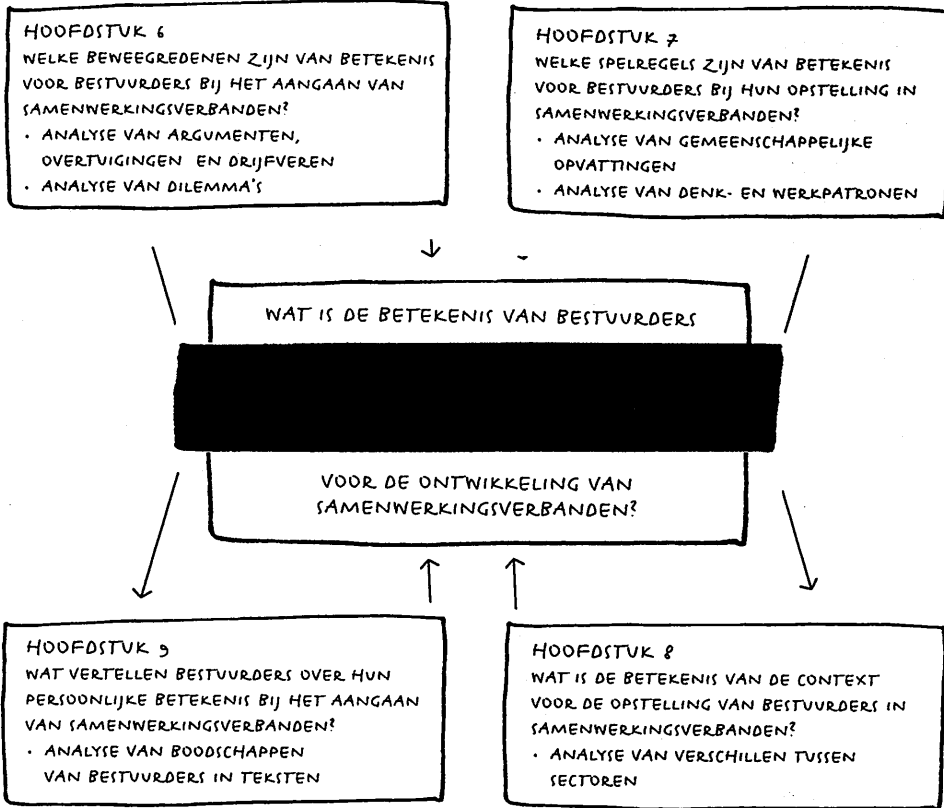 HOOFDSTUK 6
WELKE BEWEEGREDENEN ZIJN VAN BETEKENIS
VOOR BESTUURDERS BIJ HET AANGAAN VAN
SAMENWERKINGSVERBANDEN?
· ANALYSE VAN ARGUMENTEN,
OVERTUIGINGEN EN DRIJFVEREN
· ANALYSE VAN DILEMMA'S
HOOFDSTUK 7
WELKE SPELREGELS ZIJN VAN BETEKENIS
VOOR BESTUURDERS BIJ HUN OPSTELLING IN
SAMENWERKINGSVERBANDEN?
· ANALYSE VAN GEMEENSCHAPPELIJKE
OPVATTINGEN
· ANALYSE VAN DENK- EN WERKPATRONEN
WAT IS DE BETEKENIS VAN BESTUURDERS
VOOR DE ONTWIKKELING VAN
SAMENWERKINGSVERBANDEN?
HOOFDSTUK 9
WAT VERTELLEN BESTUURDERS OVER HUN
PERSOONLIJKE BETEKENIS BIJ HET AANGAAN
VAN SAMENWERKINGSVERBANDEN?
· ANALYSE VAN BOODSCHAPPEN
VAN BESTUURDERS IN TEKSTEN
HOOFDSTUK 8
WAT IS DE BETEKENIS VAN DE CONTEXT
VOOR DE OPSTELLING VAN BESTUURDERS IN
SAMENWERKINGSVERBANDEN?
· ANALYSE VAN VERSCHILLEN TUSSEN
SECTOREN